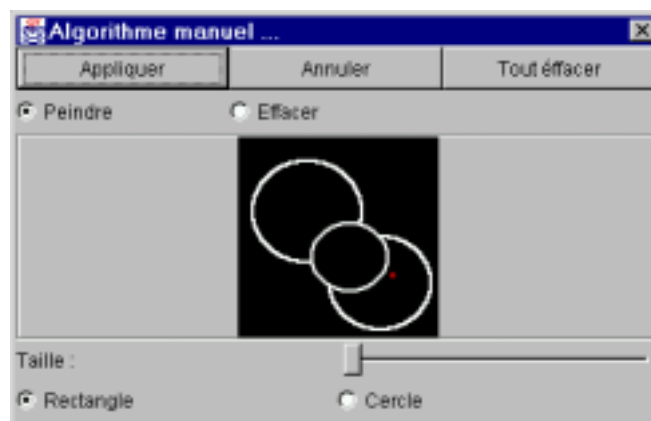 Algorithme manuel ...
Appliquer Annuler Tout éffacer
Peindre Effacer
Taille :
Rectangle Cercle